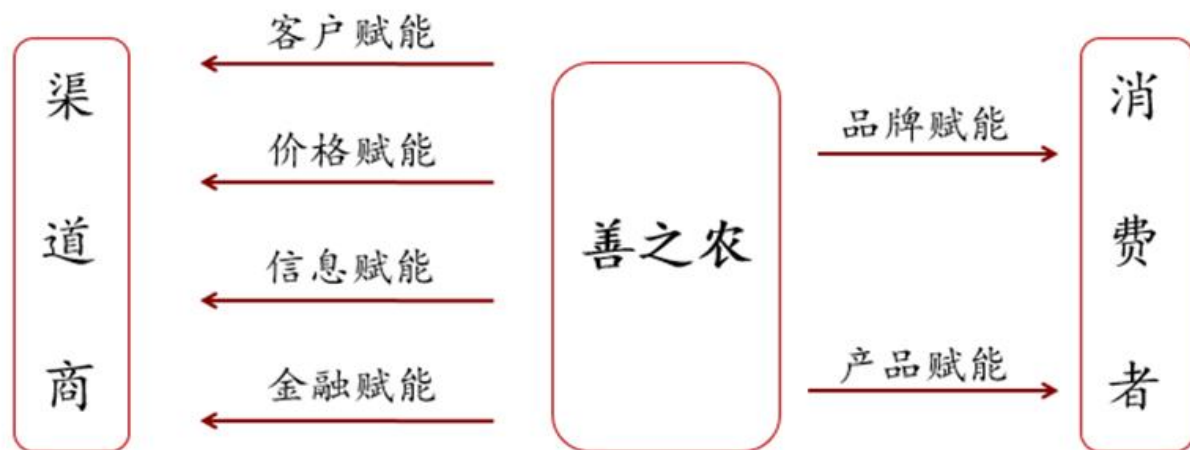 渠道商
客户赋能
价格赋能
信息赋能
金融赋能
善之农
品牌赋能
产品赋能
消费者